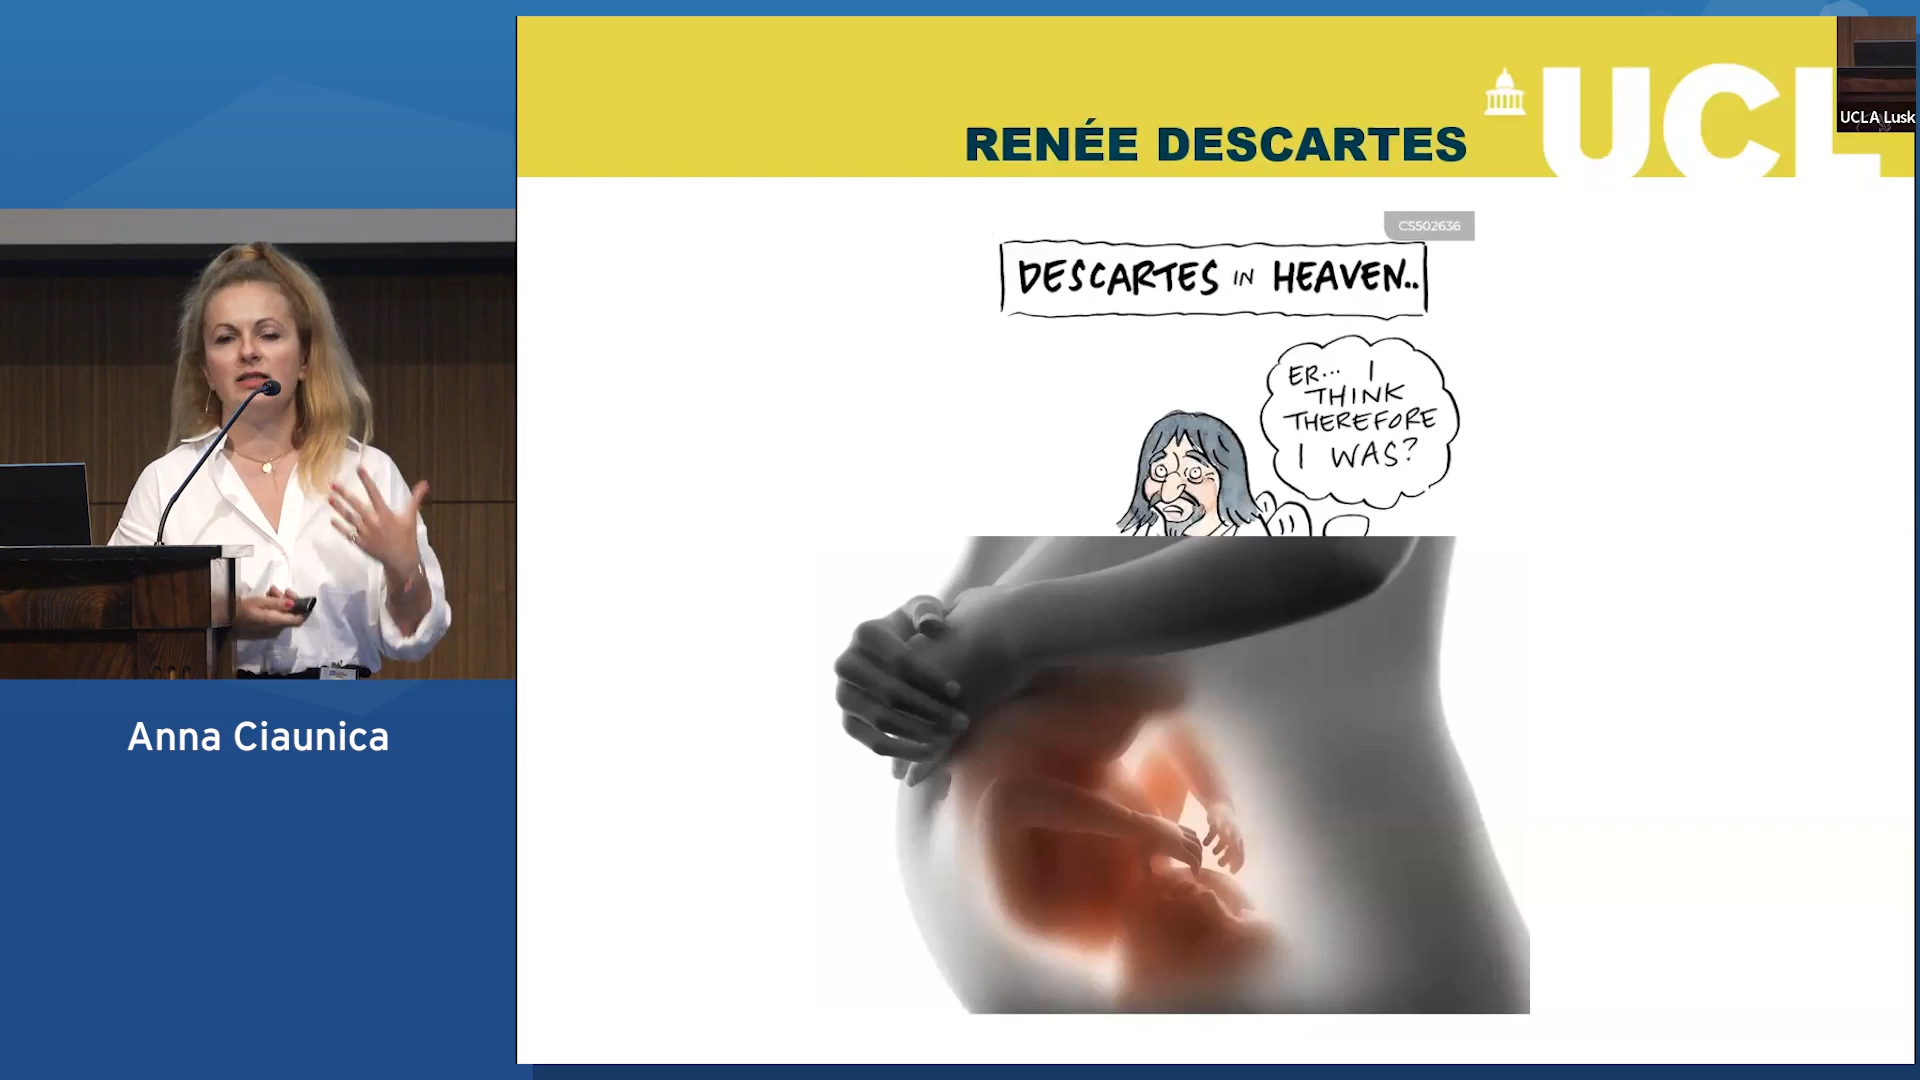 RENÉE DESCARTES
UCL
UCLA Lusk
CS502636
DESCARTES IN HEAVEN..
ER... I
THINK
THEREFORE
I WAS?
Anna Ciaunica